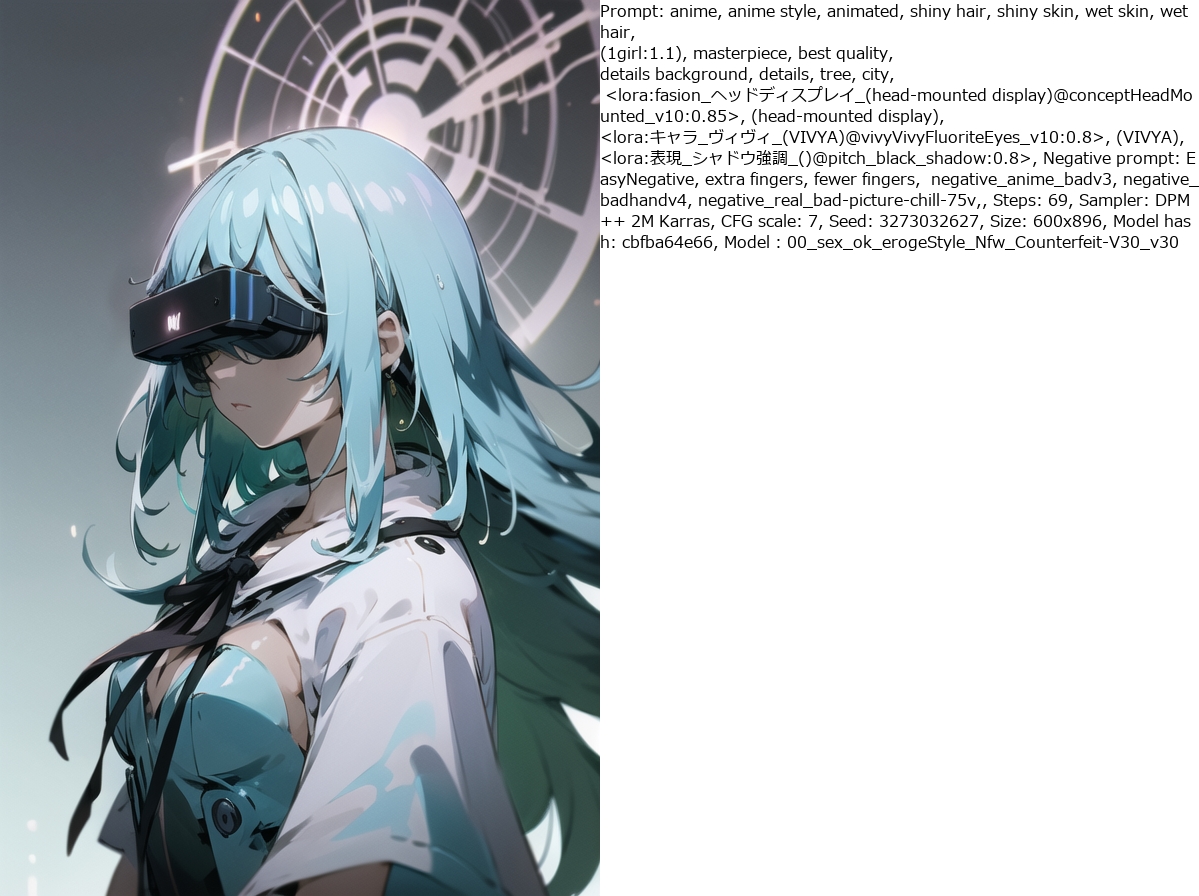 Prompt: anime, anime style, animated, shiny hair, shiny skin, wet skin, wet
hair,
(1girl:1.1), masterpiece, best quality,
details background, details, tree, city,
<lora:fasion_ヘッドディスプレイ_(head-mounted display)@conceptHeadMo
unted_v10:0.85>, (head-mounted display),
<lora:キャラ_ヴィヴィ_(VIVYA)@vivyVivyFluoriteEyes_v10:0.8>, (VIVYA),
<lora:表現_シャドウ強調_()@pitch_black_shadow:0.8>, Negative prompt: E
asyNegative, extra fingers, fewer fingers,  negative_anime_badv3, negative_
badhandv4, negative_real_bad-picture-chill-75v,, Steps: 69, Sampler: DPM
++ 2M Karras, CFG scale: 7, Seed: 3273032627, Size: 600x896, Model has
h: cbfba64e66, Model : 00_sex_ok_erogeStyle_Nfw_Counterfeit-V30_v30